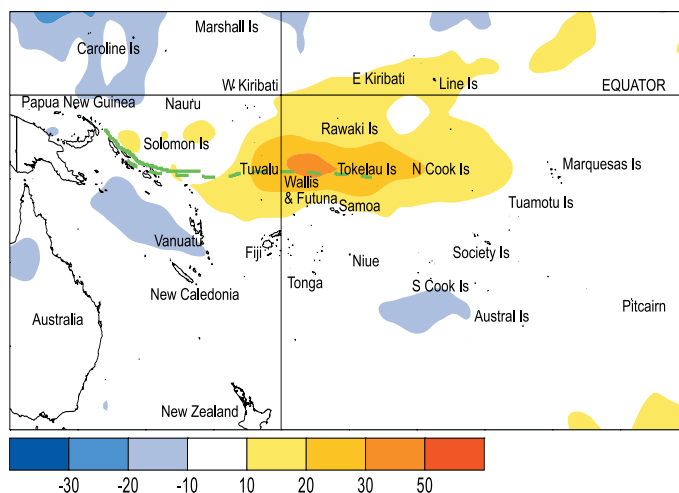 Marshall Is
Caroline Is
W Kiribati
E Kiribati
Line Is
EQUATOR
Papua New Guinea
Nauru
Rawaki Is
Solomon Is
Tuvalu
Tokelau Is
N Cook Is
Marquesas Is
Wallis
& Futuna
Samoa
Tuamotu Is
Vanuatu
Fiji
Niue
Society Is
Tonga
New Caledonia
S Cook Is
Pitcairn
Australia
Austral Is
New Zealand
-30 -20 -10 10 20 30 50